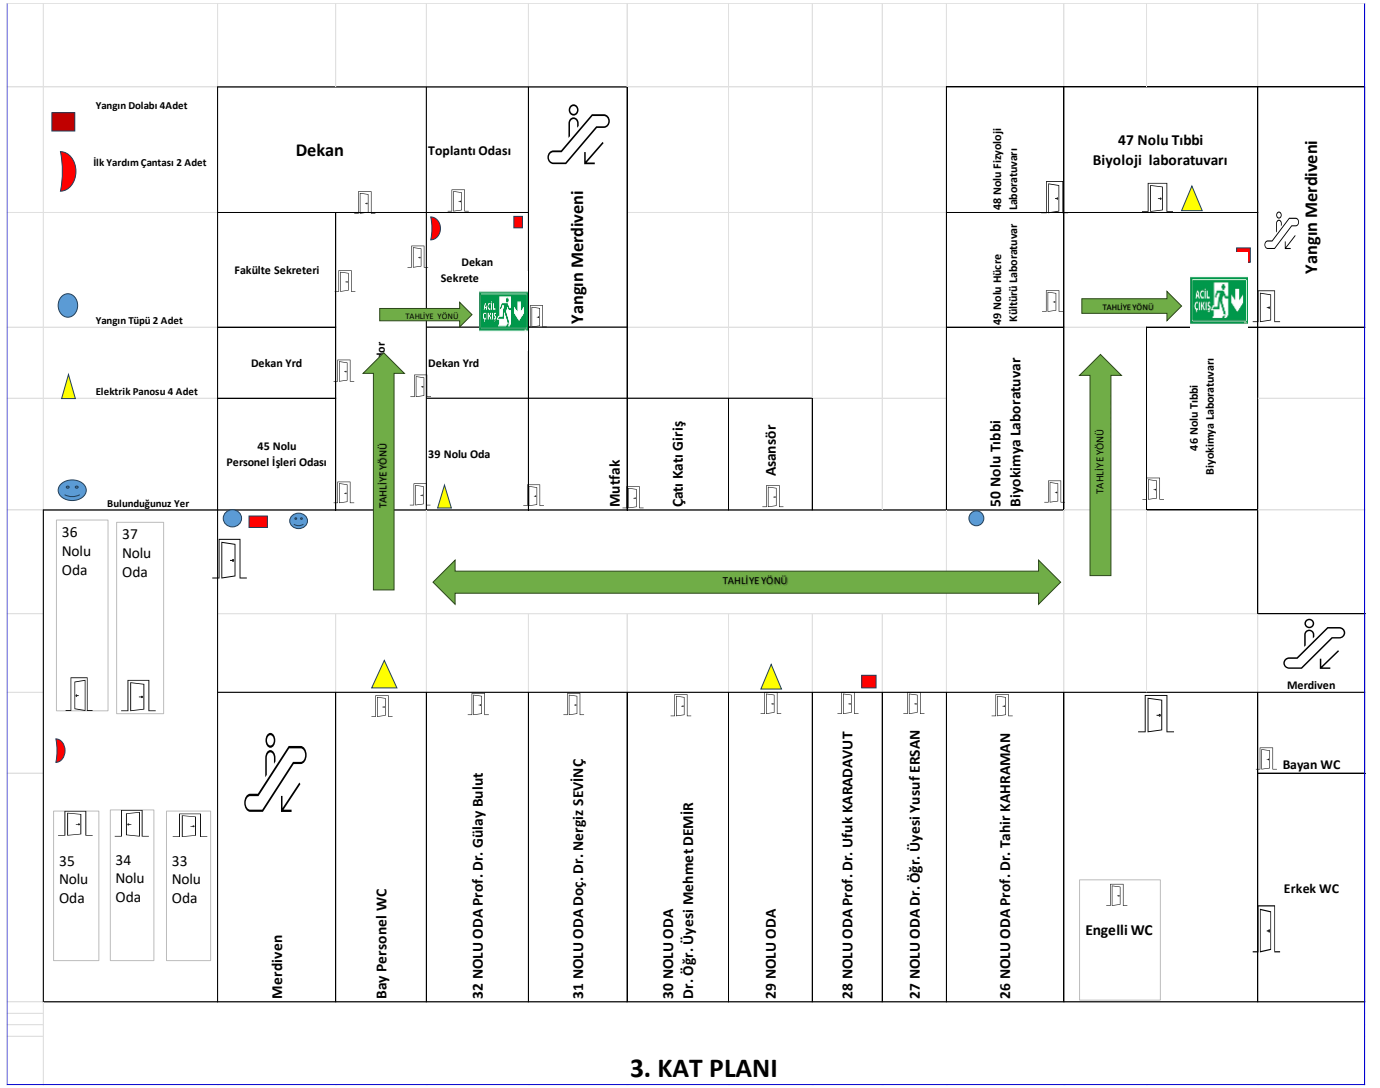 Yangın Dolabı 4Adet
İlk Yardım Çantası 2 Adet
Yangın Tüpü 2 Adet
Elektrik Panosu 4 Adet
Bulunduğunuz Yer
Dekan
Toplantı Odası
Yangın Merdiveni
Fakülte Sekreteri
Dekan
Sekrete
TAHLİYE YÖNÜ
ACİL
ÇIKIŞ
Dekan Yrd
Dekan Yrd
45 Nolu
Personel İşleri Odası
TAHLİYE YÖNÜ
39 Nolu Oda
Mutfak
Çatı Katı Giriş
Asansör
48 Nolu Fizyoloji
Laboratuvarı
47 Nolu Tıbbi
Biyoloji laboratuvarı
Yangın Merdiveni
49 Nolu Hücre
Kültürü Laboratuvar
TAHLİYE YÖNÜ
ACİL
ÇIKIŞ
50 Nolu Tıbbi
Biyokimya Laboratuvar
TAHLİYE YÖNÜ
46 Nolu Tıbbi
Biyokimya Laboratuvarı
36
Nolu
Oda
37
Nolu
Oda
TAHLİYE YÖNÜ
Merdiven
35
Nolu
Oda
34
Nolu
Oda
33
Nolu
Oda
Merdiven
Bay Personel WC
32 NOLU ODA Prof. Dr. Gülay Bulut
31 NOLU ODA Doç. Dr. Nergiz SEVİNÇ
30 NOLU ODA
Dr. Öğr. Üyesi Mehmet DEMİR
29 NOLU ODA
28 NOLU ODA Prof. Dr. Ufuk KARADAVUT
27 NOLU ODA Dr. Öğr. Üyesi Yusuf ERSAN
26 NOLU ODA Prof. Dr. Tahir KAHRAMAN
Engelli WC
Bayan WC
Erkek WC
3. KAT PLANI